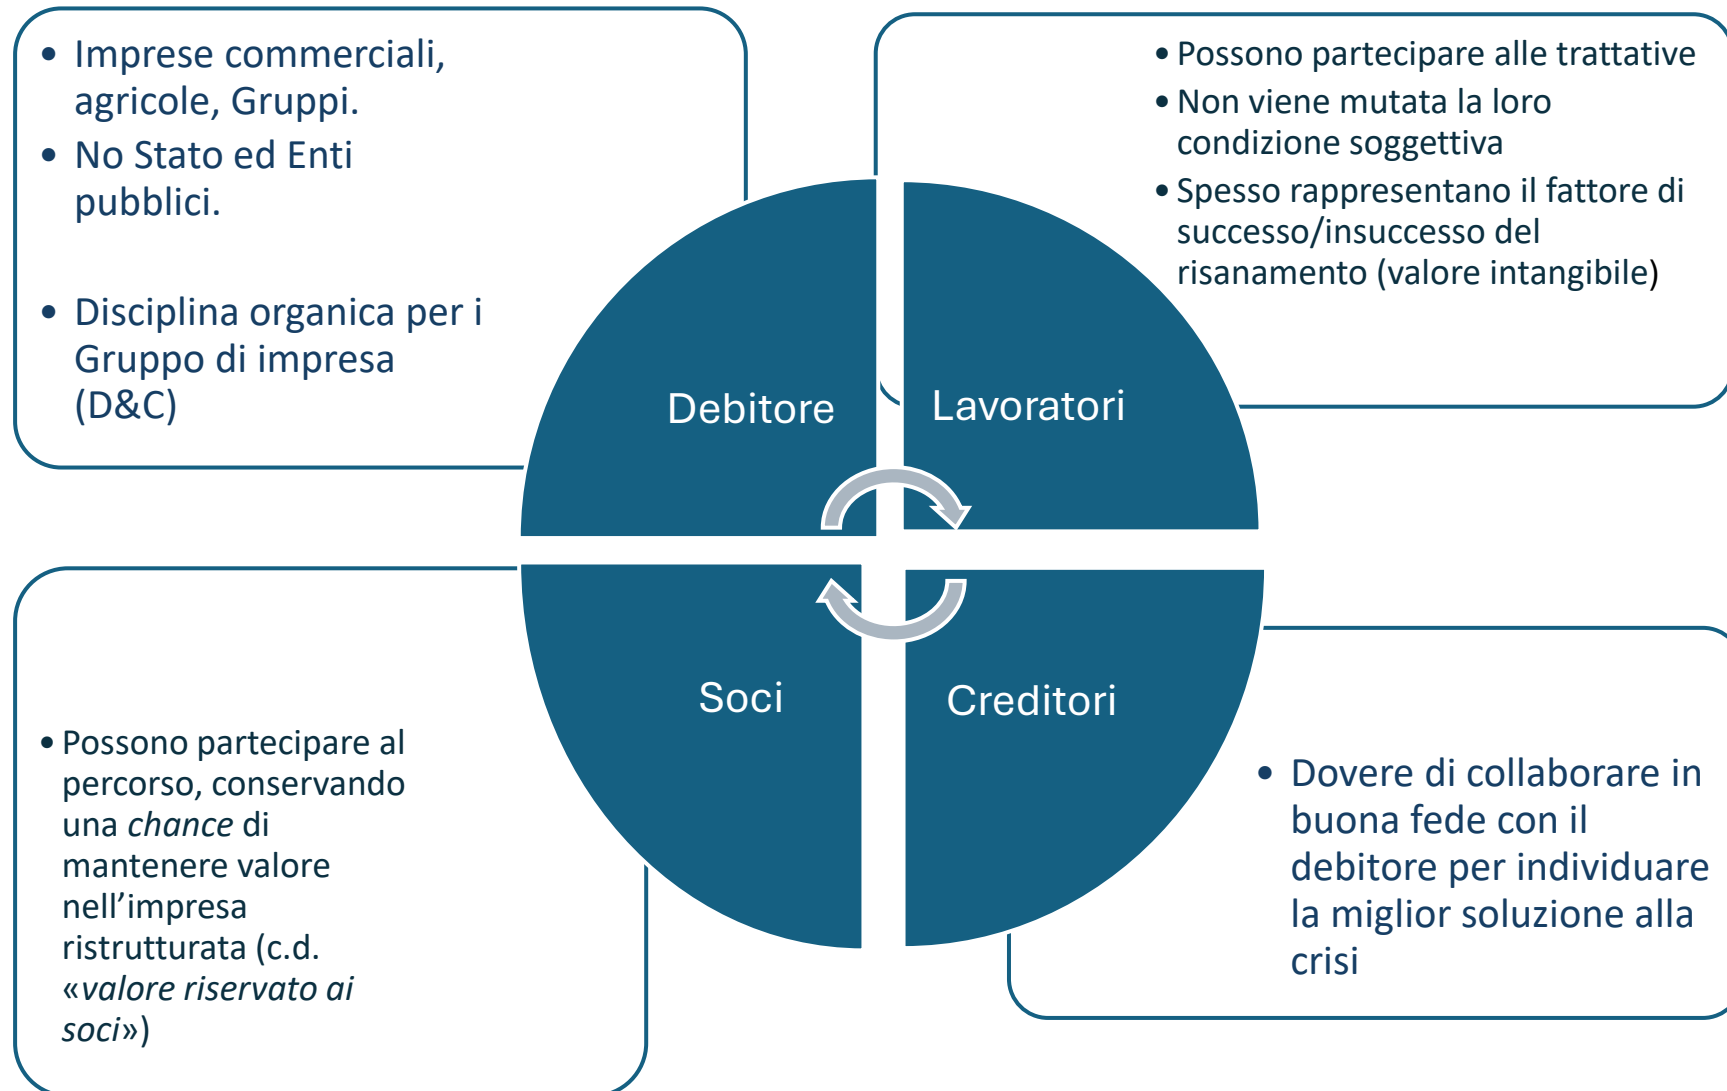 • Imprese commerciali,
agricole, Gruppi.
• No Stato ed Enti
pubblici.
• Disciplina organica per i
Gruppo di impresa
(D&C)
• Possono partecipare alle trattative
• Non viene mutata la loro
condizione soggettiva
• Spesso rappresentano il fattore di
successo/insuccesso del
risanamento (valore intangibile)
Debitore
Lavoratori
Soci
Creditori
• Possono partecipare al
percorso, conservando
una chance di
mantenere valore
nell’impresa
ristrutturata (c.d.
«valore riservato ai
soci»)
• Dovere di collaborare in
buona fede con il
debitore per individuare
la miglior soluzione alla
crisi